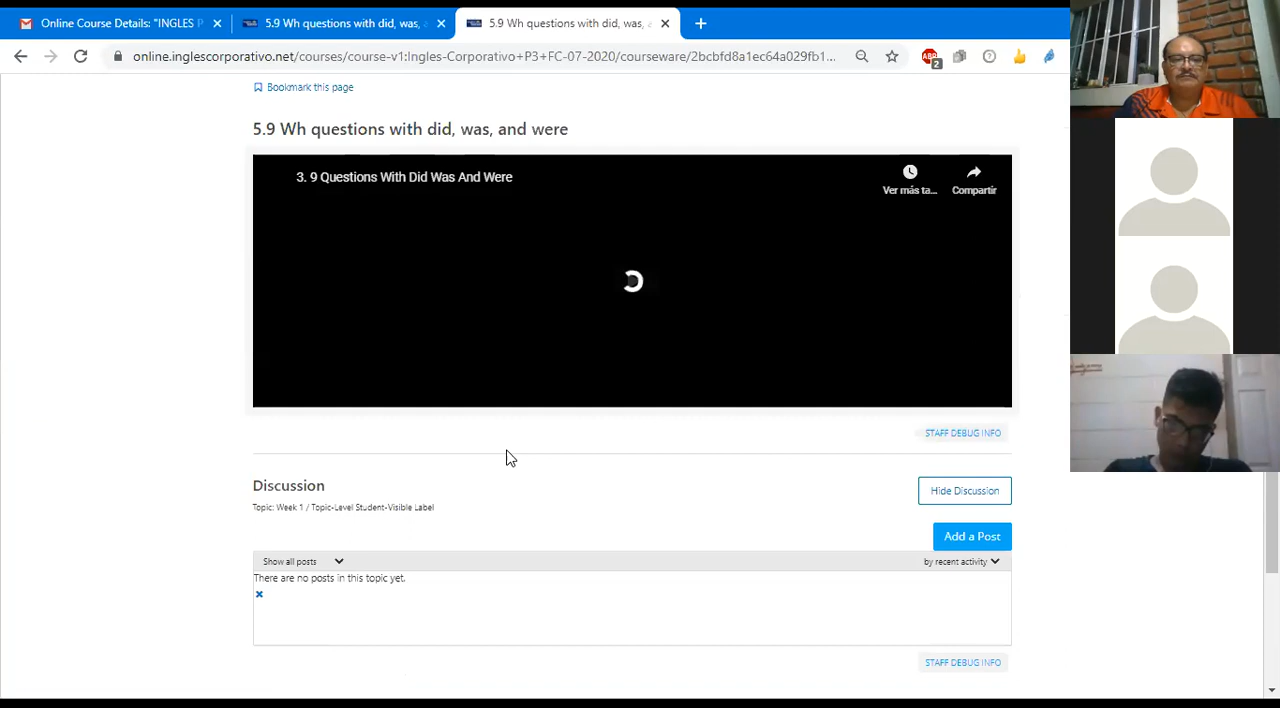 Online Course Details: "INGLES P
5.9 Wh questions with did, was,
5.9 Wh questions with did, was,
online.inglescorporativo.net/courses/course-v1:Ingles-Corporativo+P3+FC-07-2020/courseware/2bcbfd8a1ec64a029fb1...
ABP
2
Bookmark this page
5.9 Wh questions with did, was, and were
3. 9 Questions With Did Was And Were
Ver más ta...
Compartir
STAFF DEBUG INFO
Discussion
Hide Discussion
Topic: Week 1 / Topic-Level Student-Visible Label
Add a Post
Show all posts
by recent activity
There are no posts in this topic yet.
STAFF DEBUG INFO